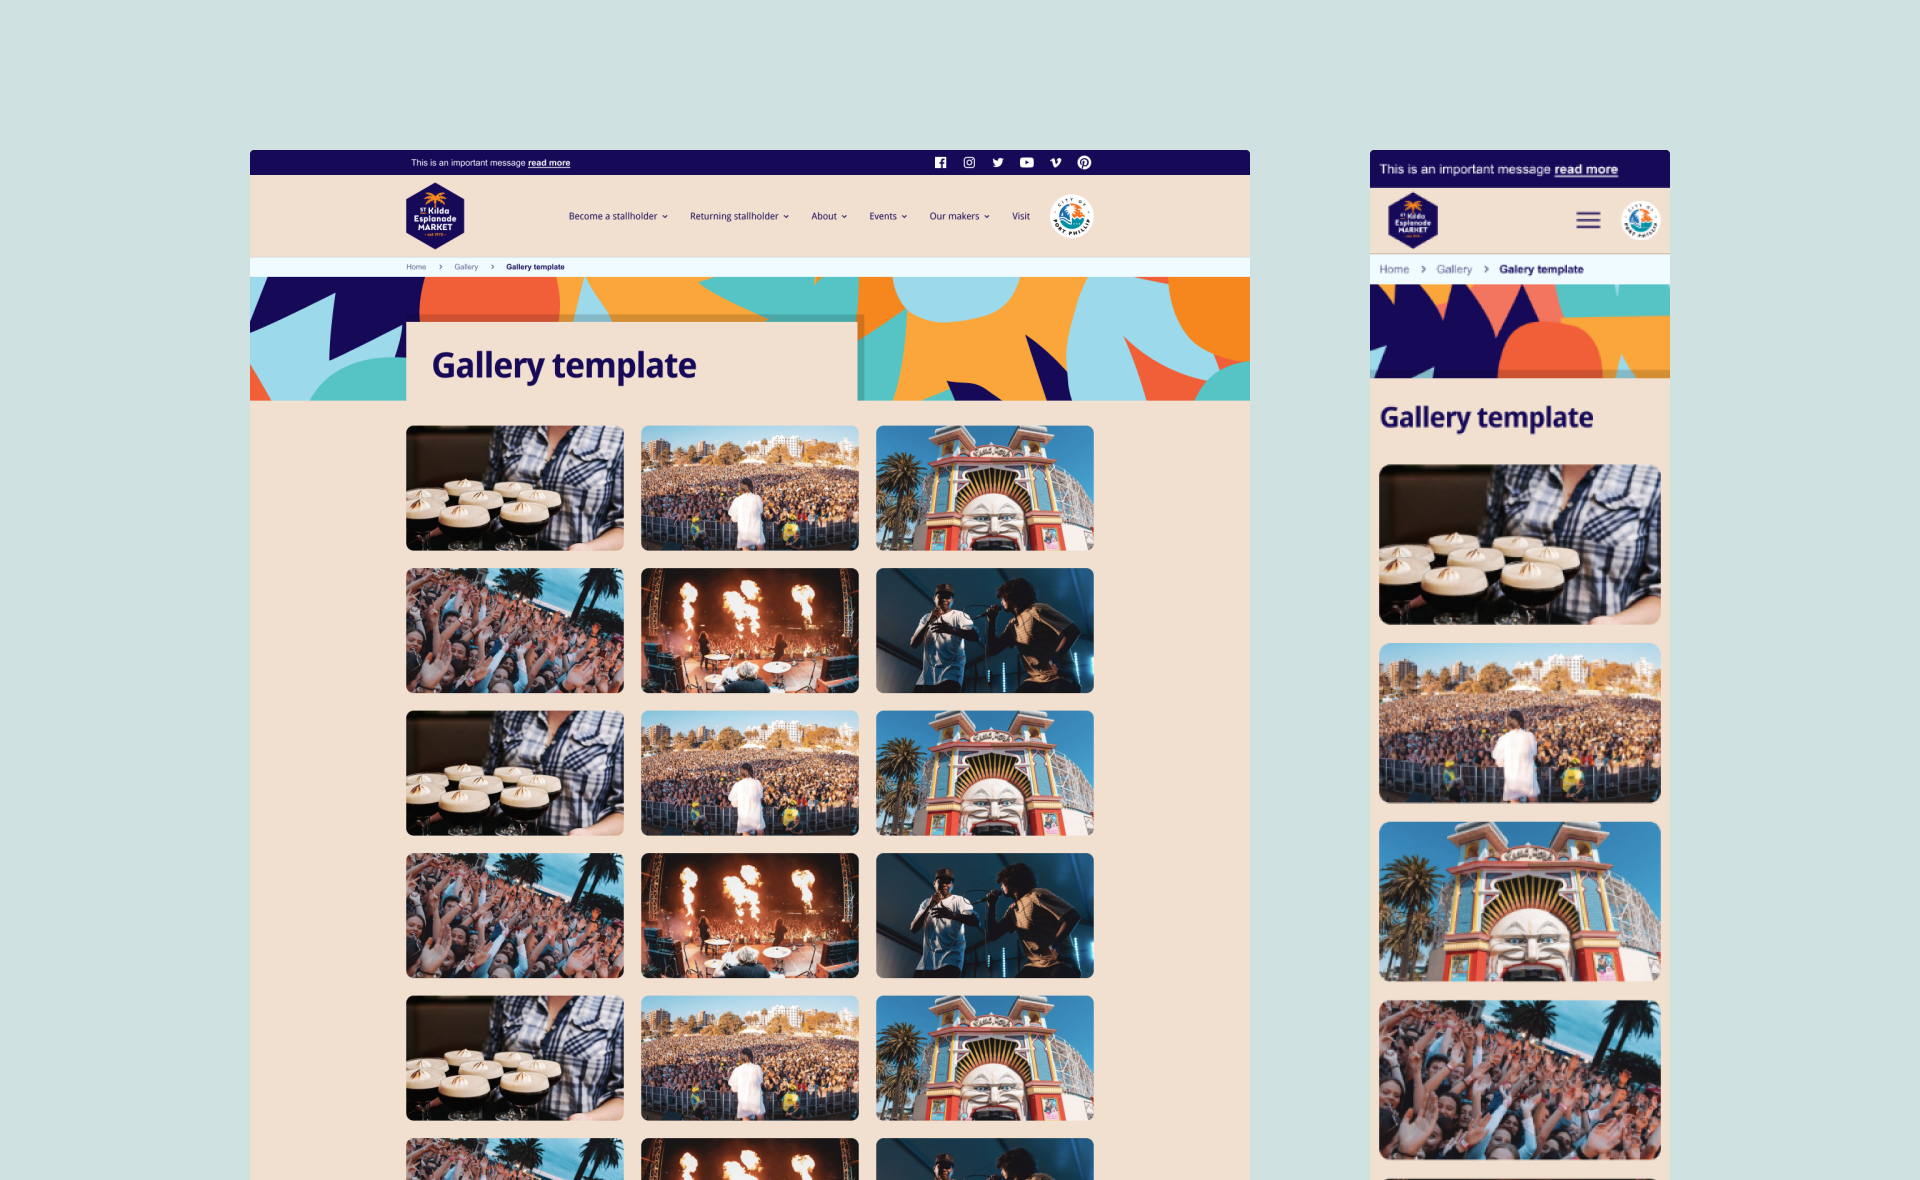 This is an important message read more
ST Kilda
Esplanade
MARKET
Become a stallholder
Returning stallholder
About
Events
Our makers
Visit
CITY OF
PORT PHILLIP
Home
Gallery
Gallery template
Gallery template
This is an important message read more
ST Kilda
Esplanade
MARKET
CITY OF
PORT PHILLIP
Home
Gallery
Galery template
Gallery template